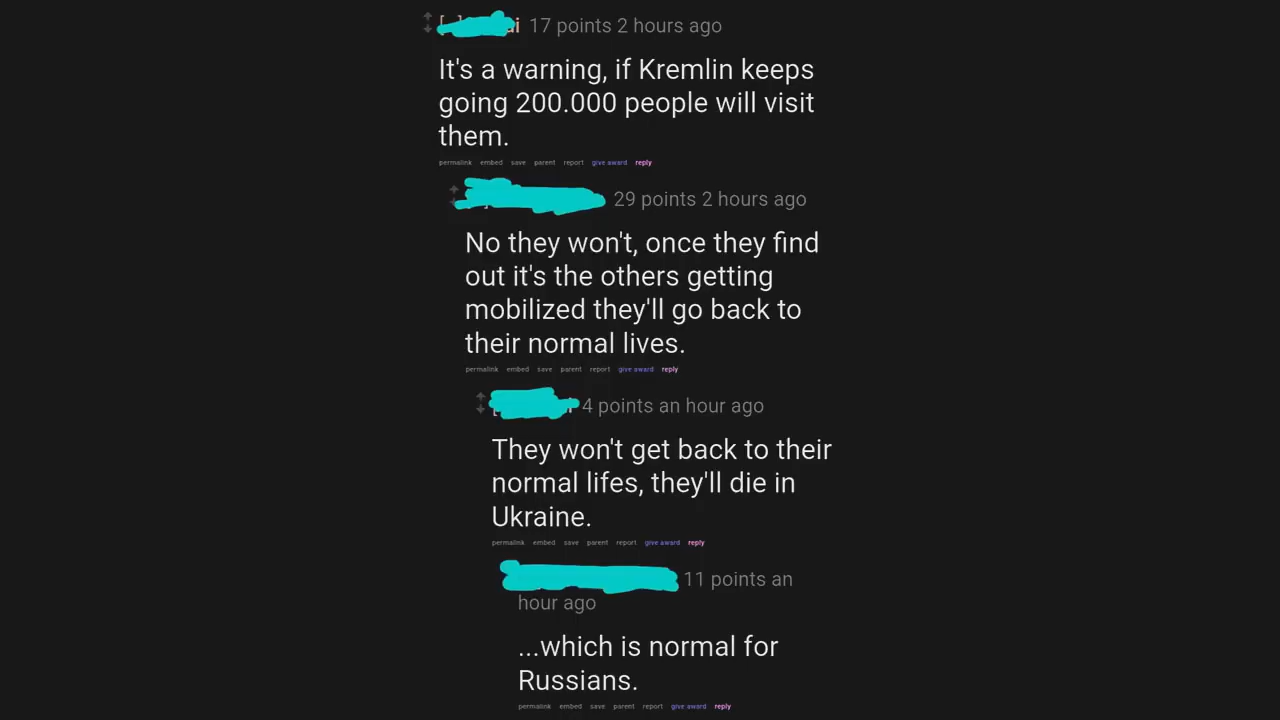 17 points 2 hours ago
It's a warning, if Kremlin keeps
going 200.000 people will visit
them.
permalink embed save parent report give award reply
29 points 2 hours ago
No they won't, once they find
out it's the others getting
mobilized they'll go back to
their normal lives.
permalink embed save parent report give award reply
4 points an hour ago
They won't get back to their
normal lifes, they'll die in
Ukraine.
permalink embed save parent report give award reply
11 points an
hour ago
...which is normal for
Russians.
permalink embed save parent report give award reply